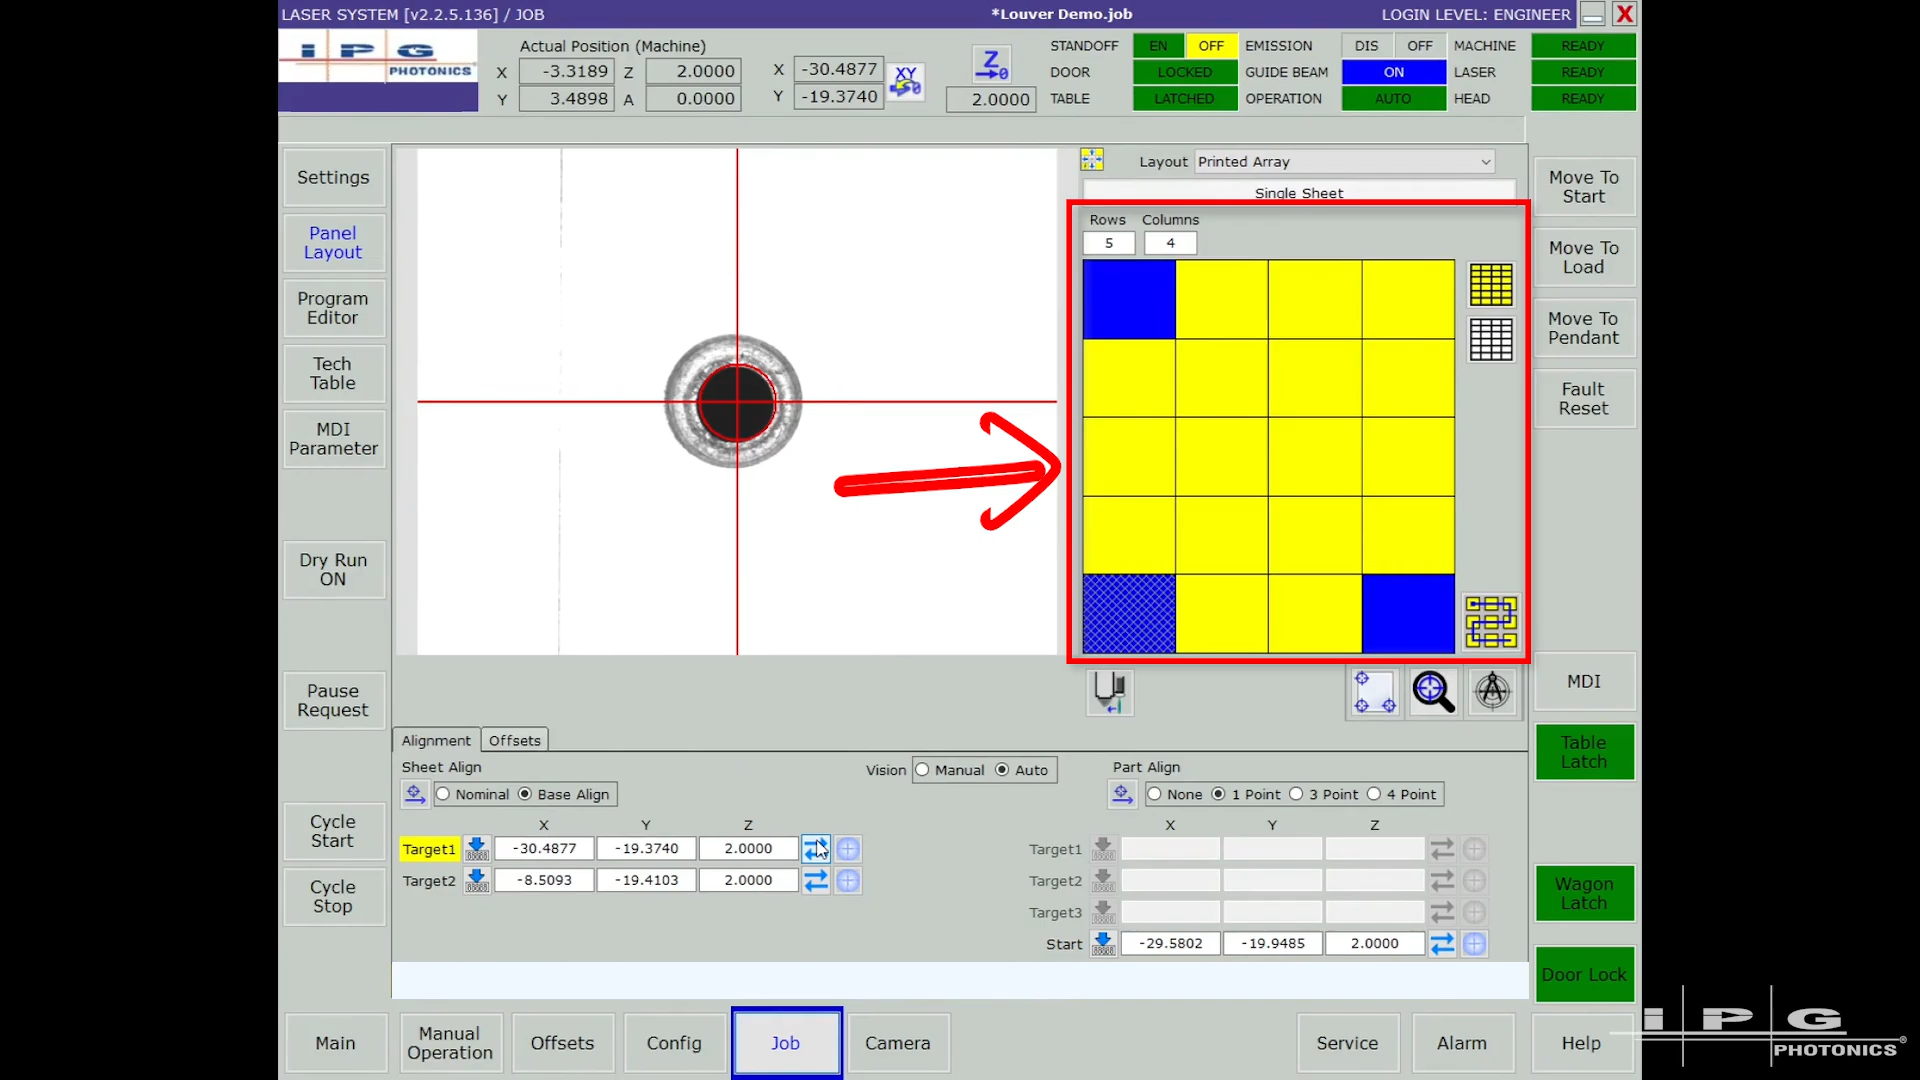 LASER SYSTEM [v2.2.5.136] / JOB
*Louver Demo.job
LOGIN LEVEL: ENGINEER
X
IPG
PHOTONICS
Actual Position (Machine)
X -3.3189 Z 2.0000
Y 3.4898 A 0.0000
X -30.4877
Y -19.3740
XY
Z
2.0000
STANDOFF EN OFF EMISSION DIS OFF MACHINE READY
DOOR LOCKED GUIDE BEAM ON LASER READY
TABLE LATCHED OPERATION AUTO HEAD READY
Settings
Panel
Layout
Program
Editor
Tech
Table
MDI
Parameter
Dry Run
ON
Pause
Request
Cycle
Start
Cycle
Stop
Layout Printed Array
Single Sheet
Rows Columns
5 4
Move To
Start
Move To
Load
Move To
Pendant
Fault
Reset
MDI
Table
Latch
Wagon
Latch
Door Lock
Alignment Offsets
Sheet Align
Nominal Base Align
Vision Manual Auto
X Y Z
Target1 -30.4877 -19.3740 2.0000
Target2 -8.5093 -19.4103 2.0000
Part Align
None 1 Point 3 Point 4 Point
X Y Z
Target1
Target2
Target3
Start -29.5802 -19.9485 2.0000
Main
Manual
Operation
Offsets
Config
Job
Camera
Service
Alarm
Help
IPG
PHOTONICS®